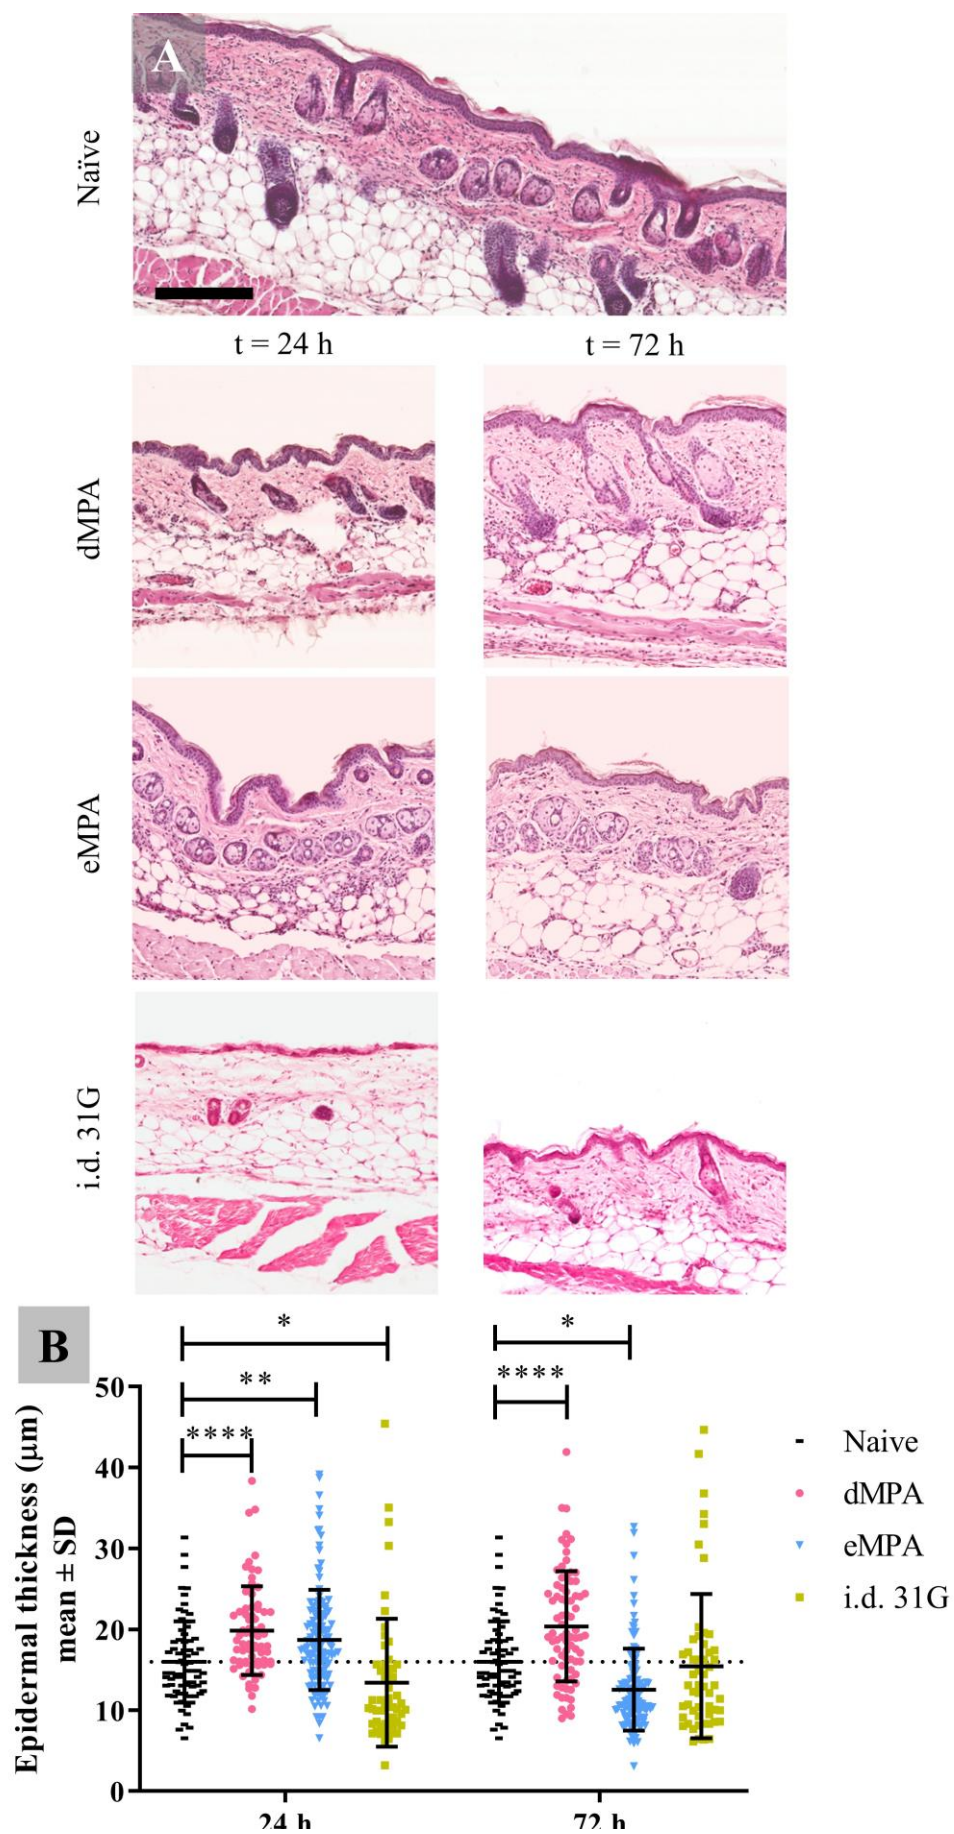 A
Naïve
t = 24 h
t = 72 h
dMPA
eMPA
i.d. 31G
B
*
*
**
****
****
50
40
30
20
10
0
Epidermal thickness (μm)
mean ± SD
Naive
dMPA
eMPA
i.d. 31G
24 h
72 h